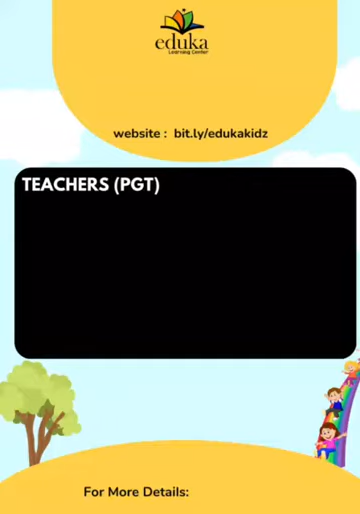 eduka
Learning Center
website : bit.ly/edukakidz
TEACHERS (PGT)
For More Details: